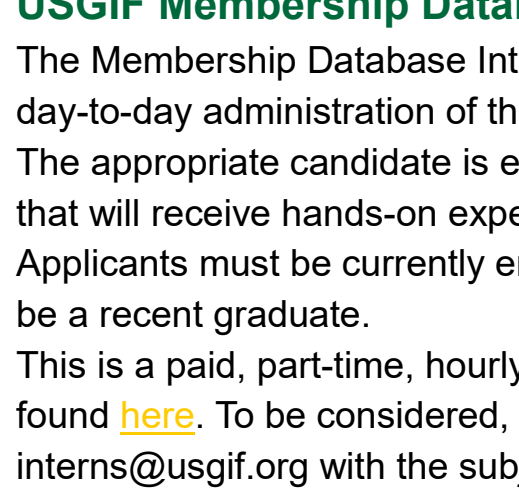 USGIF Membership Data
The Membership Database Int
day-to-day administration of th
The appropriate candidate is e
that will receive hands-on expe
Applicants must be currently e
be a recent graduate.
This is a paid, part-time, hourly
found here. To be considered,
interns@usgif.org with the sub